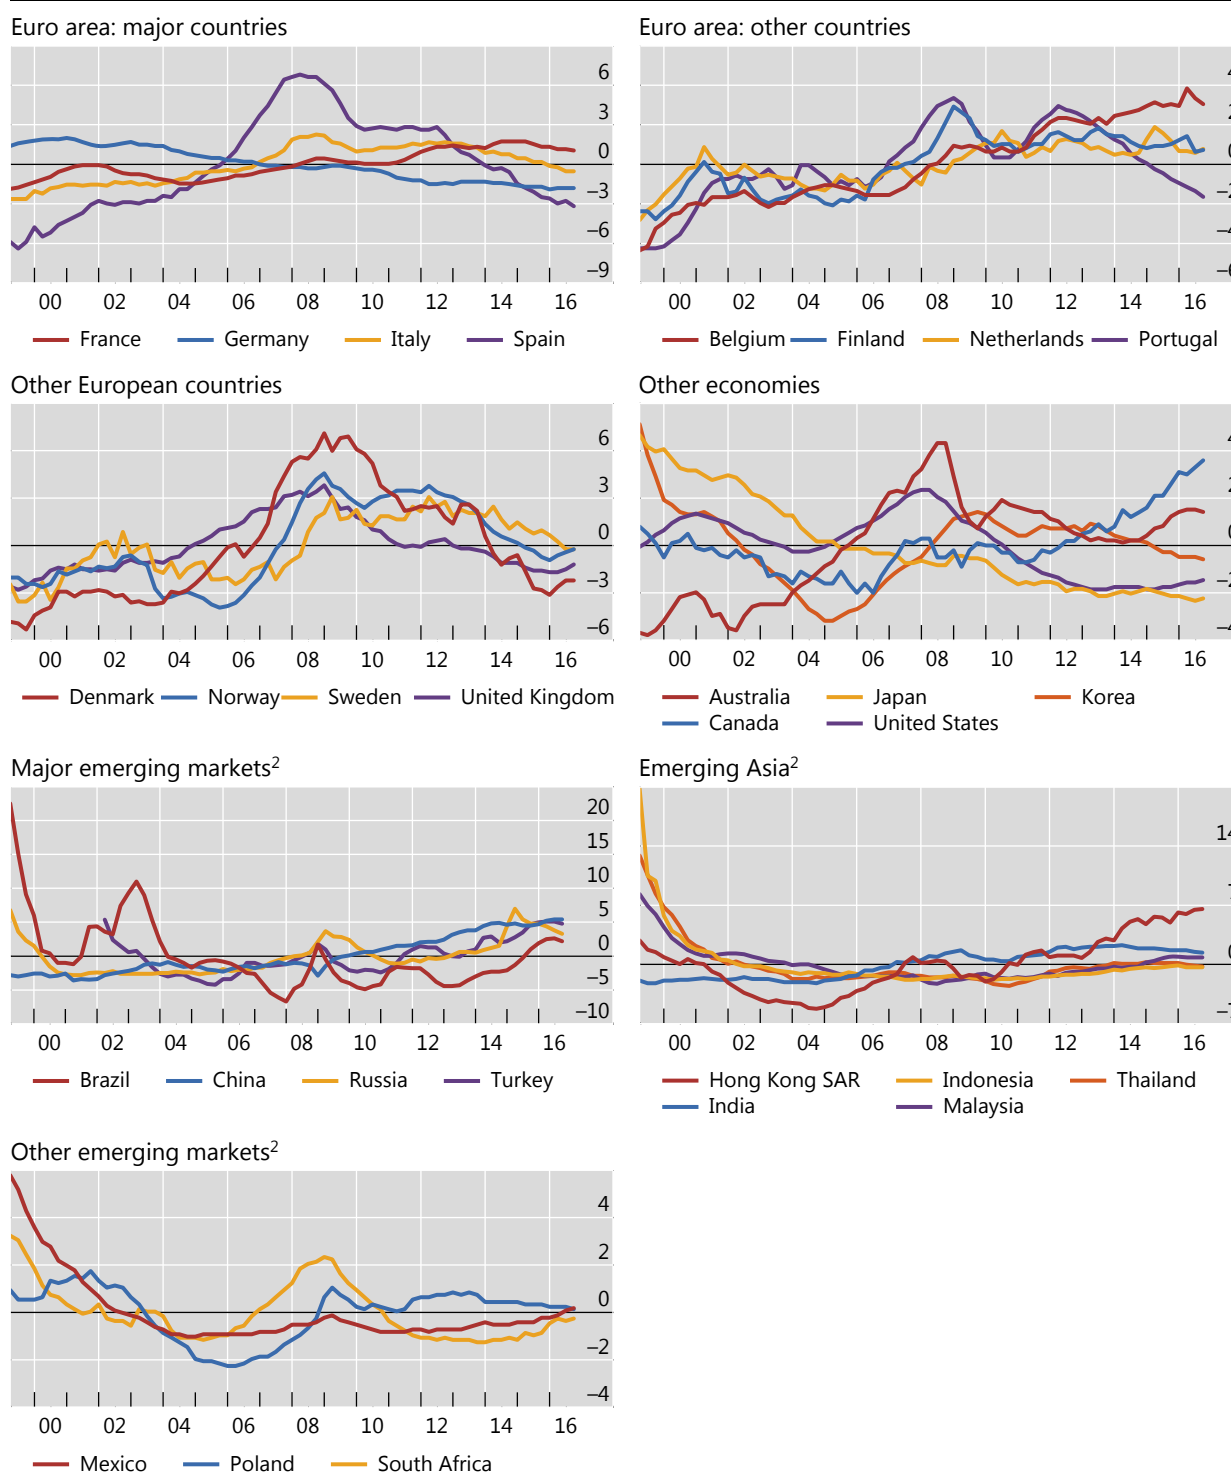 Euro area: major countries
6
3
0
−3
−6
−9
00 02 04 06 08 10 12 14 16
France Germany Italy Spain
Euro area: other countries
00 02 04 06 08 10 12 14 16
Belgium Finland Netherlands Portugal
Other European countries
6
3
0
−3
−6
00 02 04 06 08 10 12 14 16
Denmark Norway Sweden United Kingdom
Other economies
00 02 04 06 08 10 12 14 16
Australia Japan Korea
Canada United States
Major emerging markets2
20
15
10
5
0
−5
−10
00 02 04 06 08 10 12 14 16
Brazil China Russia Turkey
Emerging Asia2
14
00 02 04 06 08 10 12 14 16
Hong Kong SAR Indonesia Thailand
India Malaysia
Other emerging markets2
4
2
0
−2
−4
00 02 04 06 08 10 12 14 16
Mexico Poland South Africa